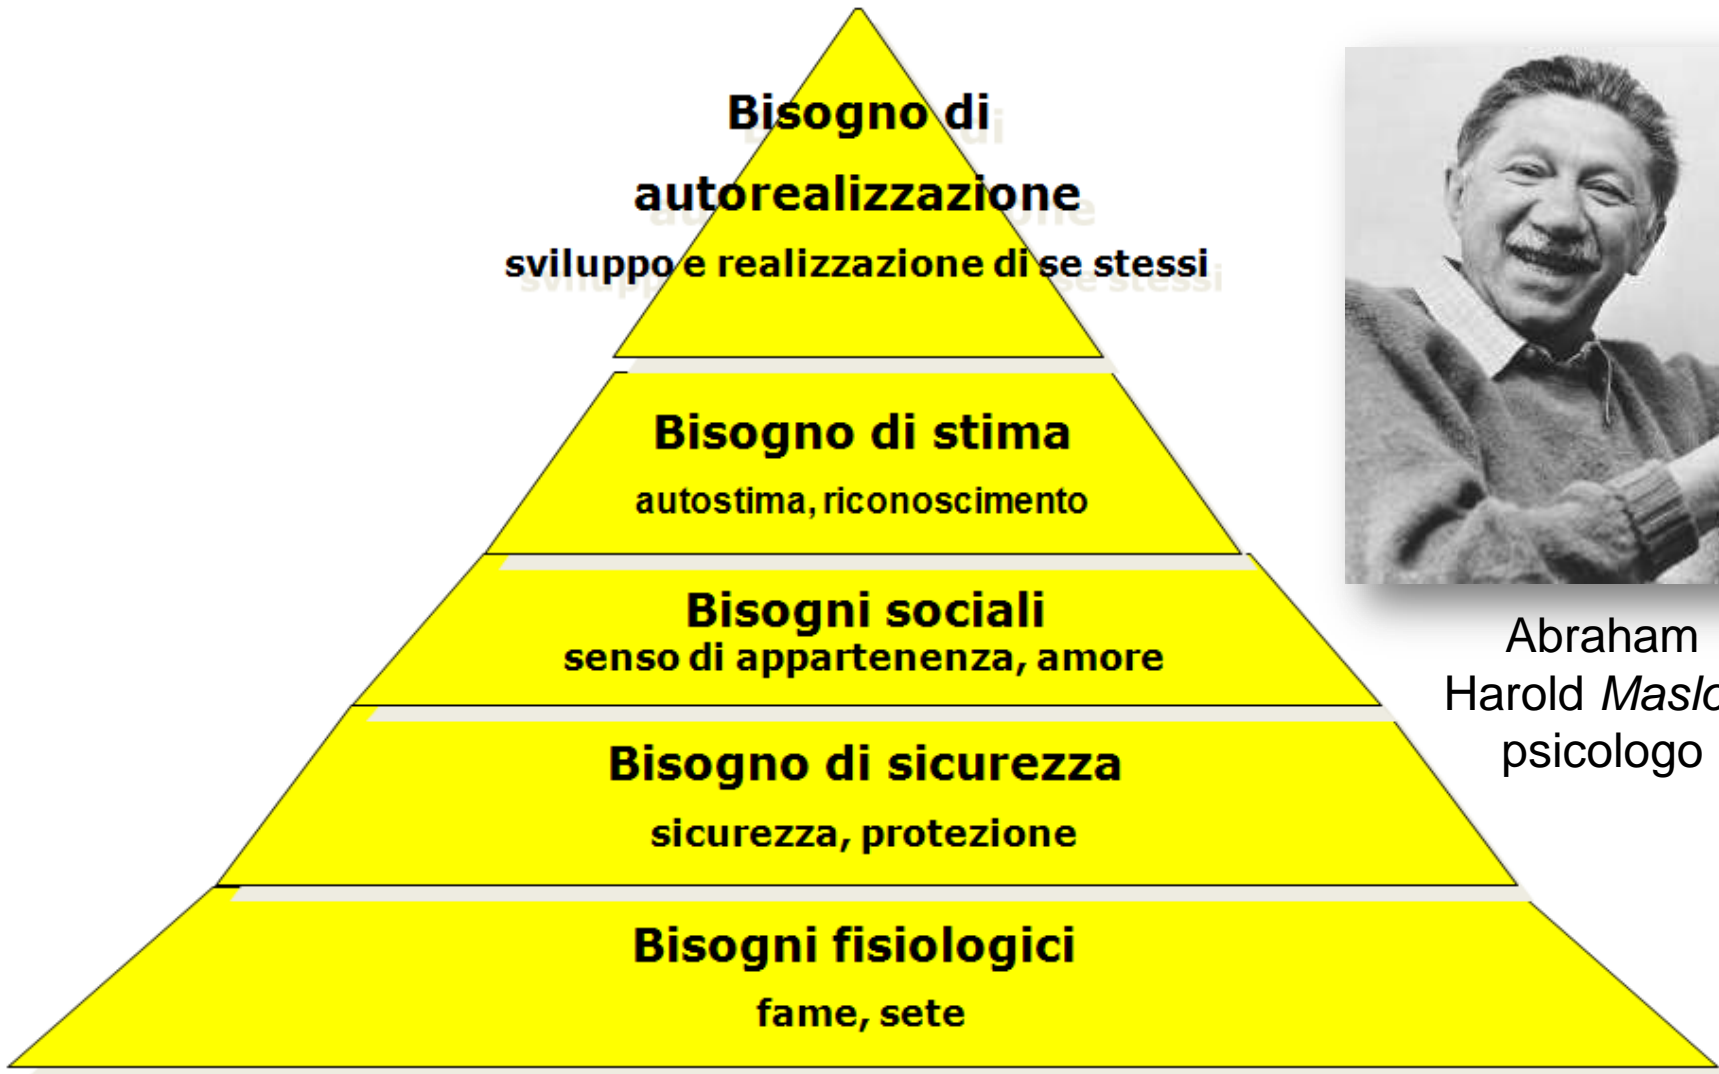 Bisogno di
autorealizzazione
sviluppo e realizzazione di se stessi
Bisogno di stima
autostima, riconoscimento
Bisogni sociali
senso di appartenenza, amore
Bisogno di sicurezza
sicurezza, protezione
Bisogni fisiologici
fame, sete
Abraham
Harold Maslo
psicologo